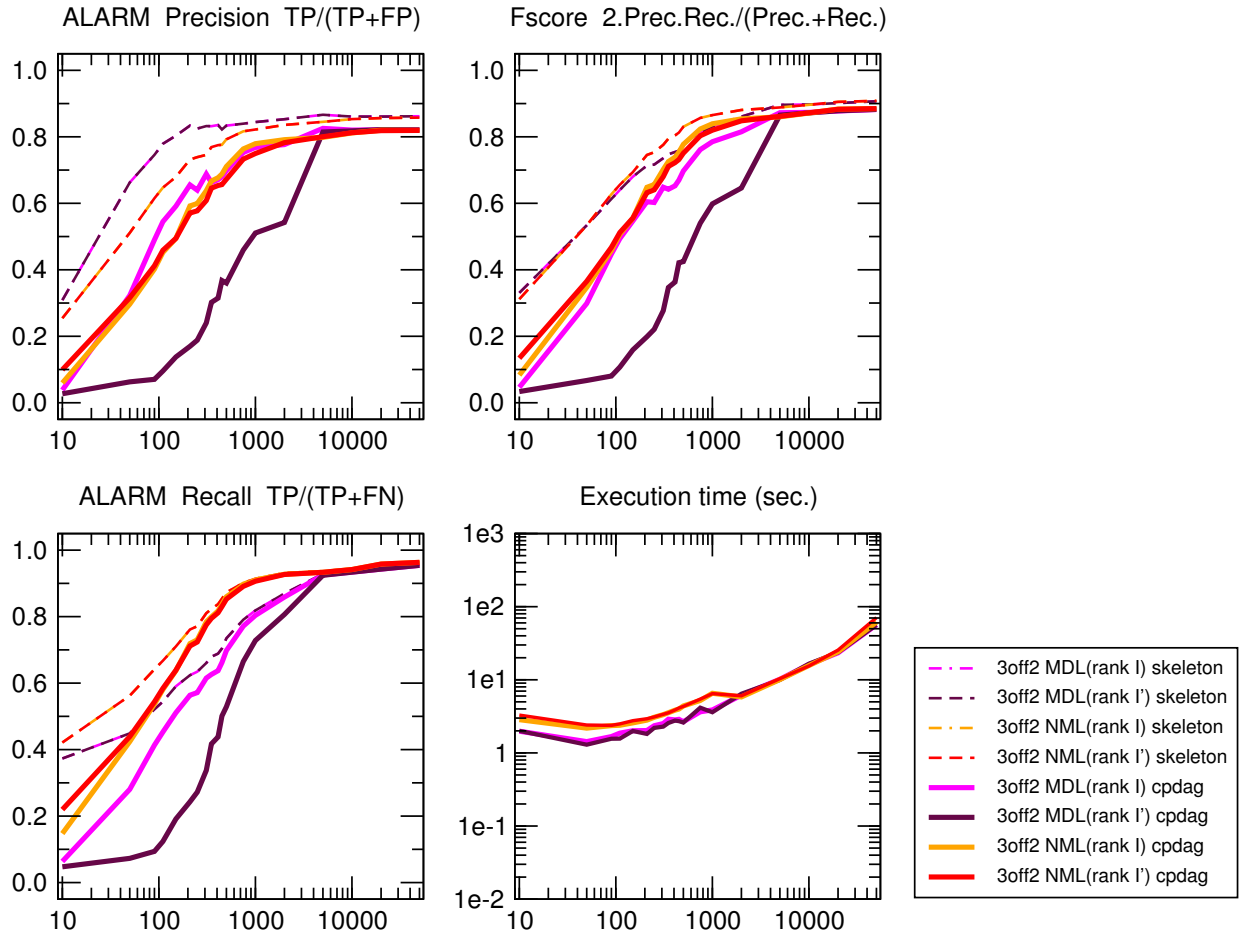 ALARM Precision TP/(TP+FP)
1.0
0.8
0.6
0.4
0.2
0.0
10 100 1000 10000
Fscore 2.Prec.Rec./(Prec.+Rec.)
1.0
0.8
0.6
0.4
0.2
0.0
10 100 1000 10000
ALARM Recall TP/(TP+FN)
1.0
0.8
0.6
0.4
0.2
0.0
10 100 1000 10000
Execution time (sec.)
1e3
1e2
1e1
1
1e-1
1e-2
10 100 1000 10000
3off2 MDL(rank I) skeleton
3off2 MDL(rank I') skeleton
3off2 NML(rank I) skeleton
3off2 NML(rank I') skeleton
3off2 MDL(rank I) cpdag
3off2 MDL(rank I') cpdag
3off2 NML(rank I) cpdag
3off2 NML(rank I') cpdag